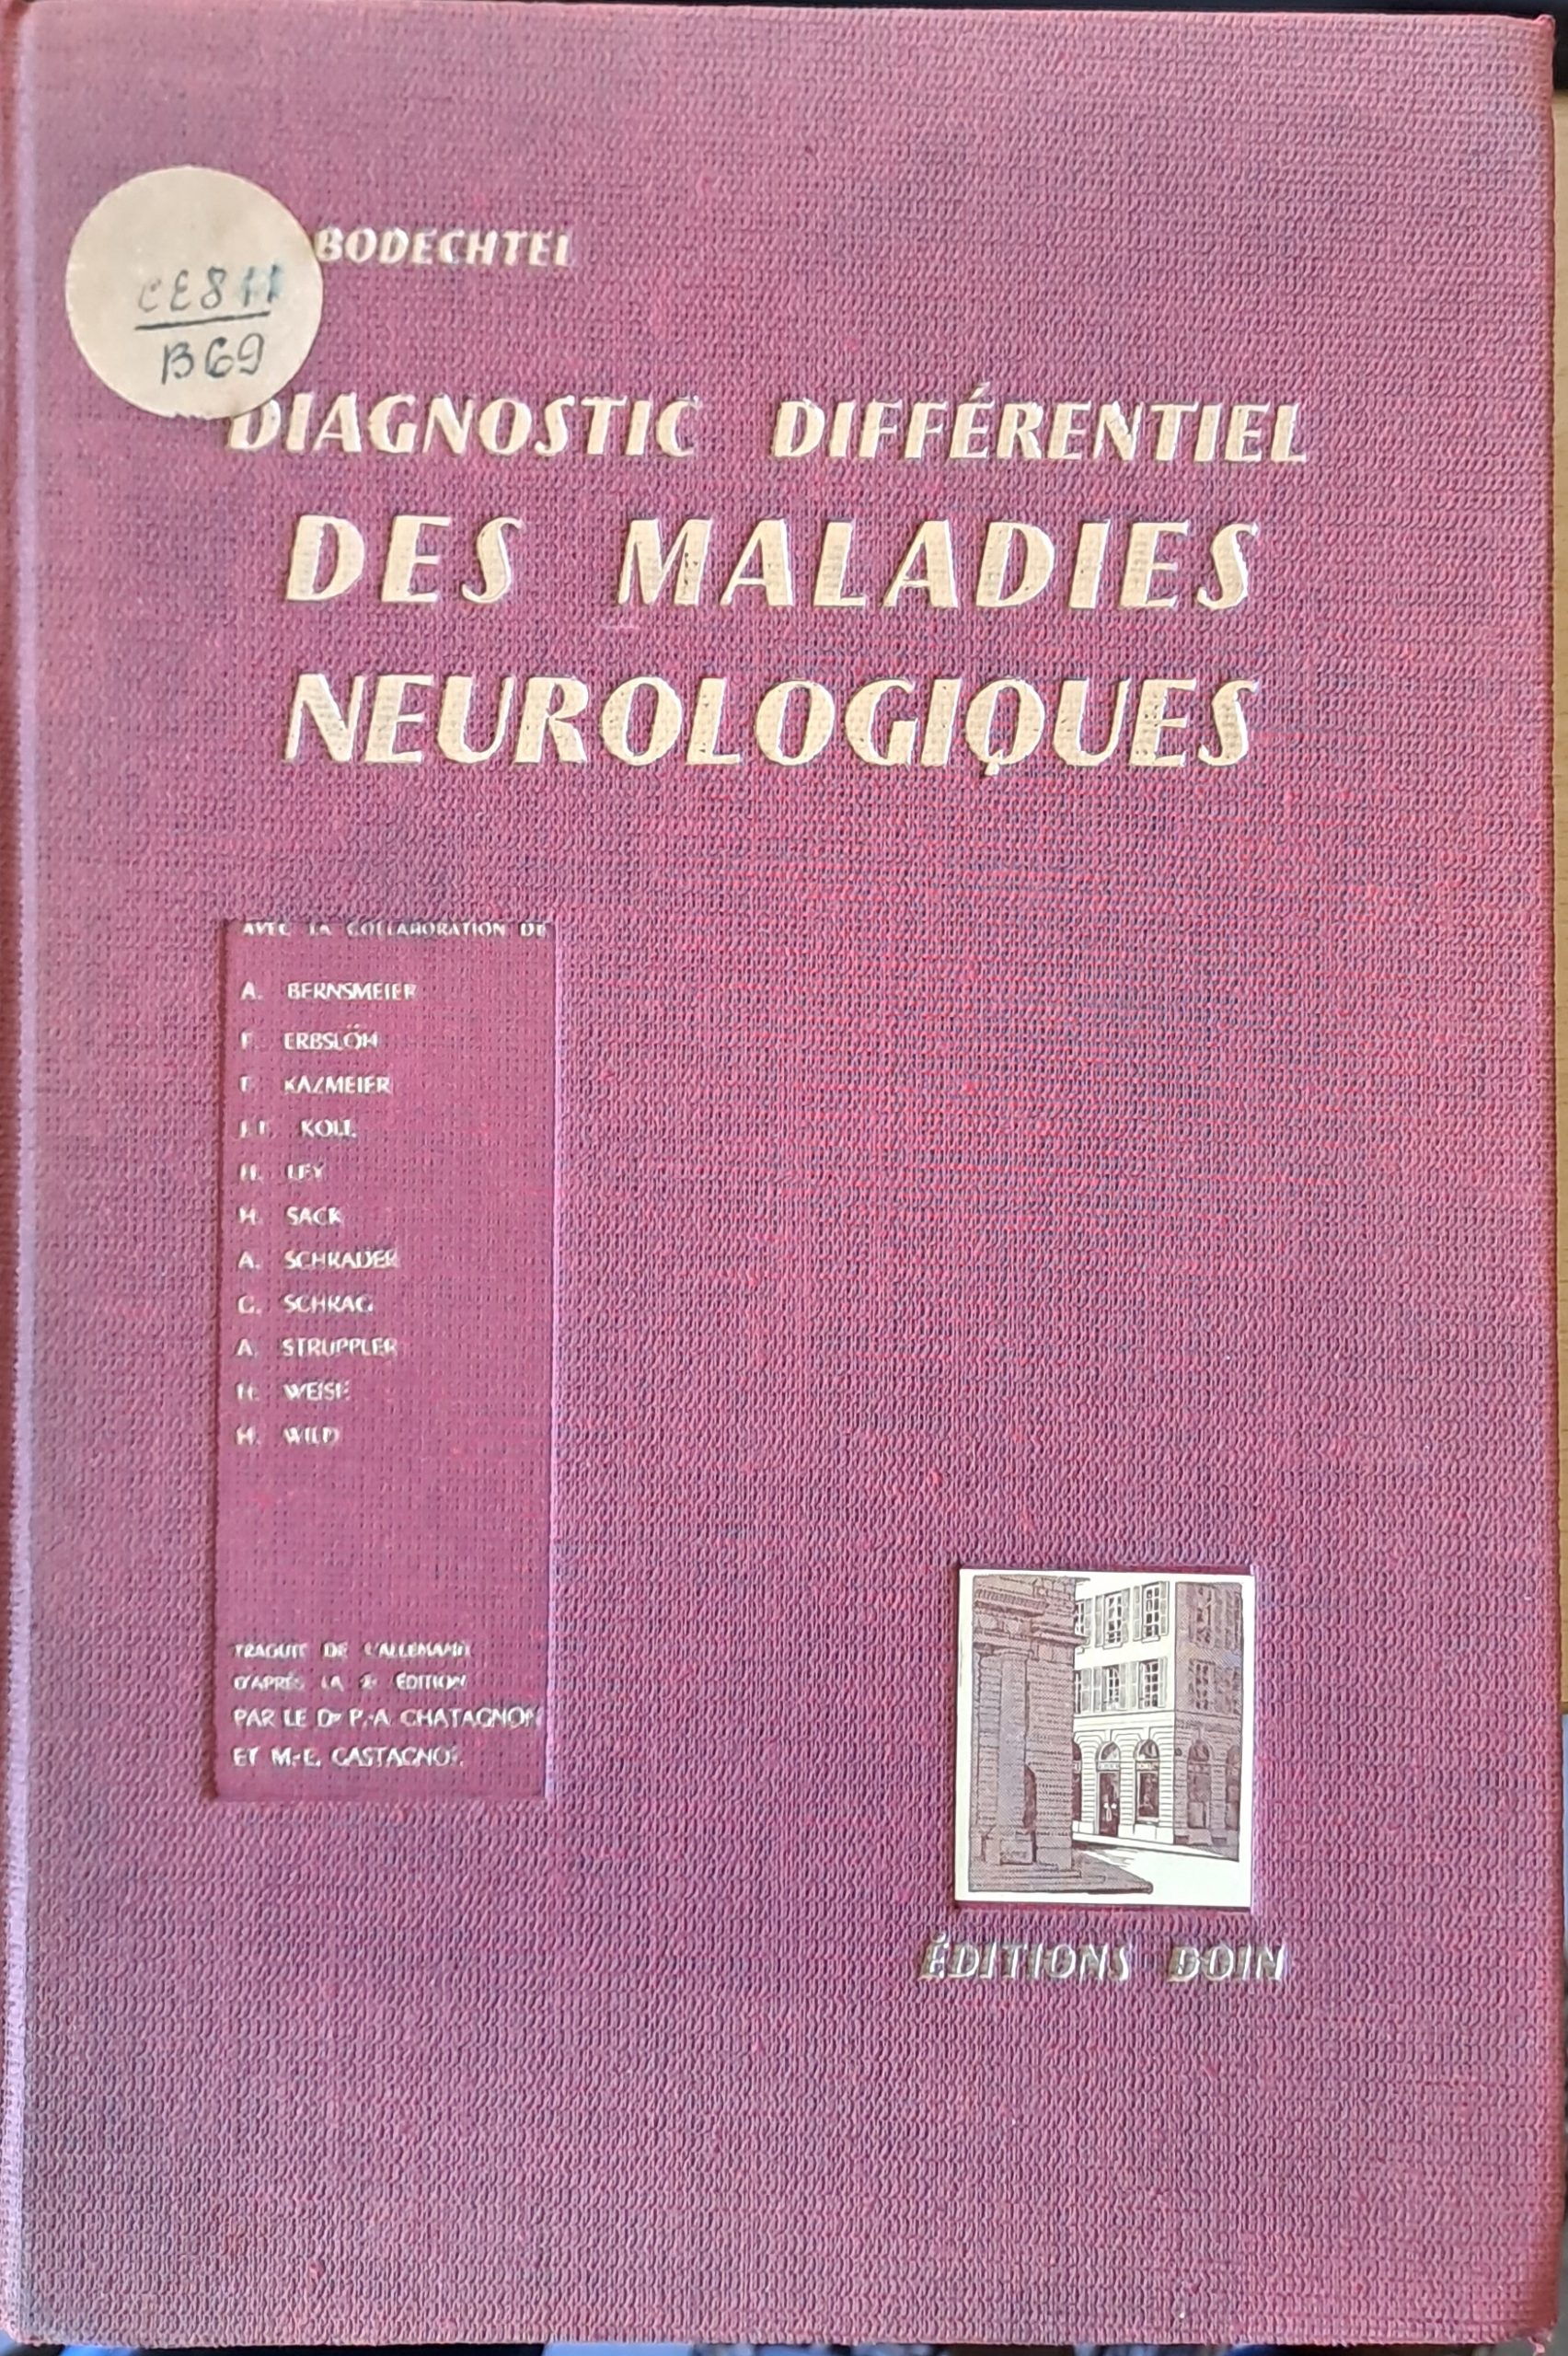 BODECHTEL
CE811
B69
DIAGNOSTIC DIFFÉRENTIEL
DES MALADIES
NEUROLOGIQUES
AVEC LA COLLABORATION DE
A. BERNSMEIER
F. ERBSLÖH
F. KAZMEIER
KOLL
H. LEY
H. SACK
A. SCHRADER
G. SCHRAG
A. STRUPPLER
H. WEISE
H. WILD
TRADUIT DE L'ALLEMAND
D'APRÈS LA 2e ÉDITION
PAR LE Dr P.-A. CHATAGNON
ET M.-L. CASTAGNOL
ÉDITIONS DOIN